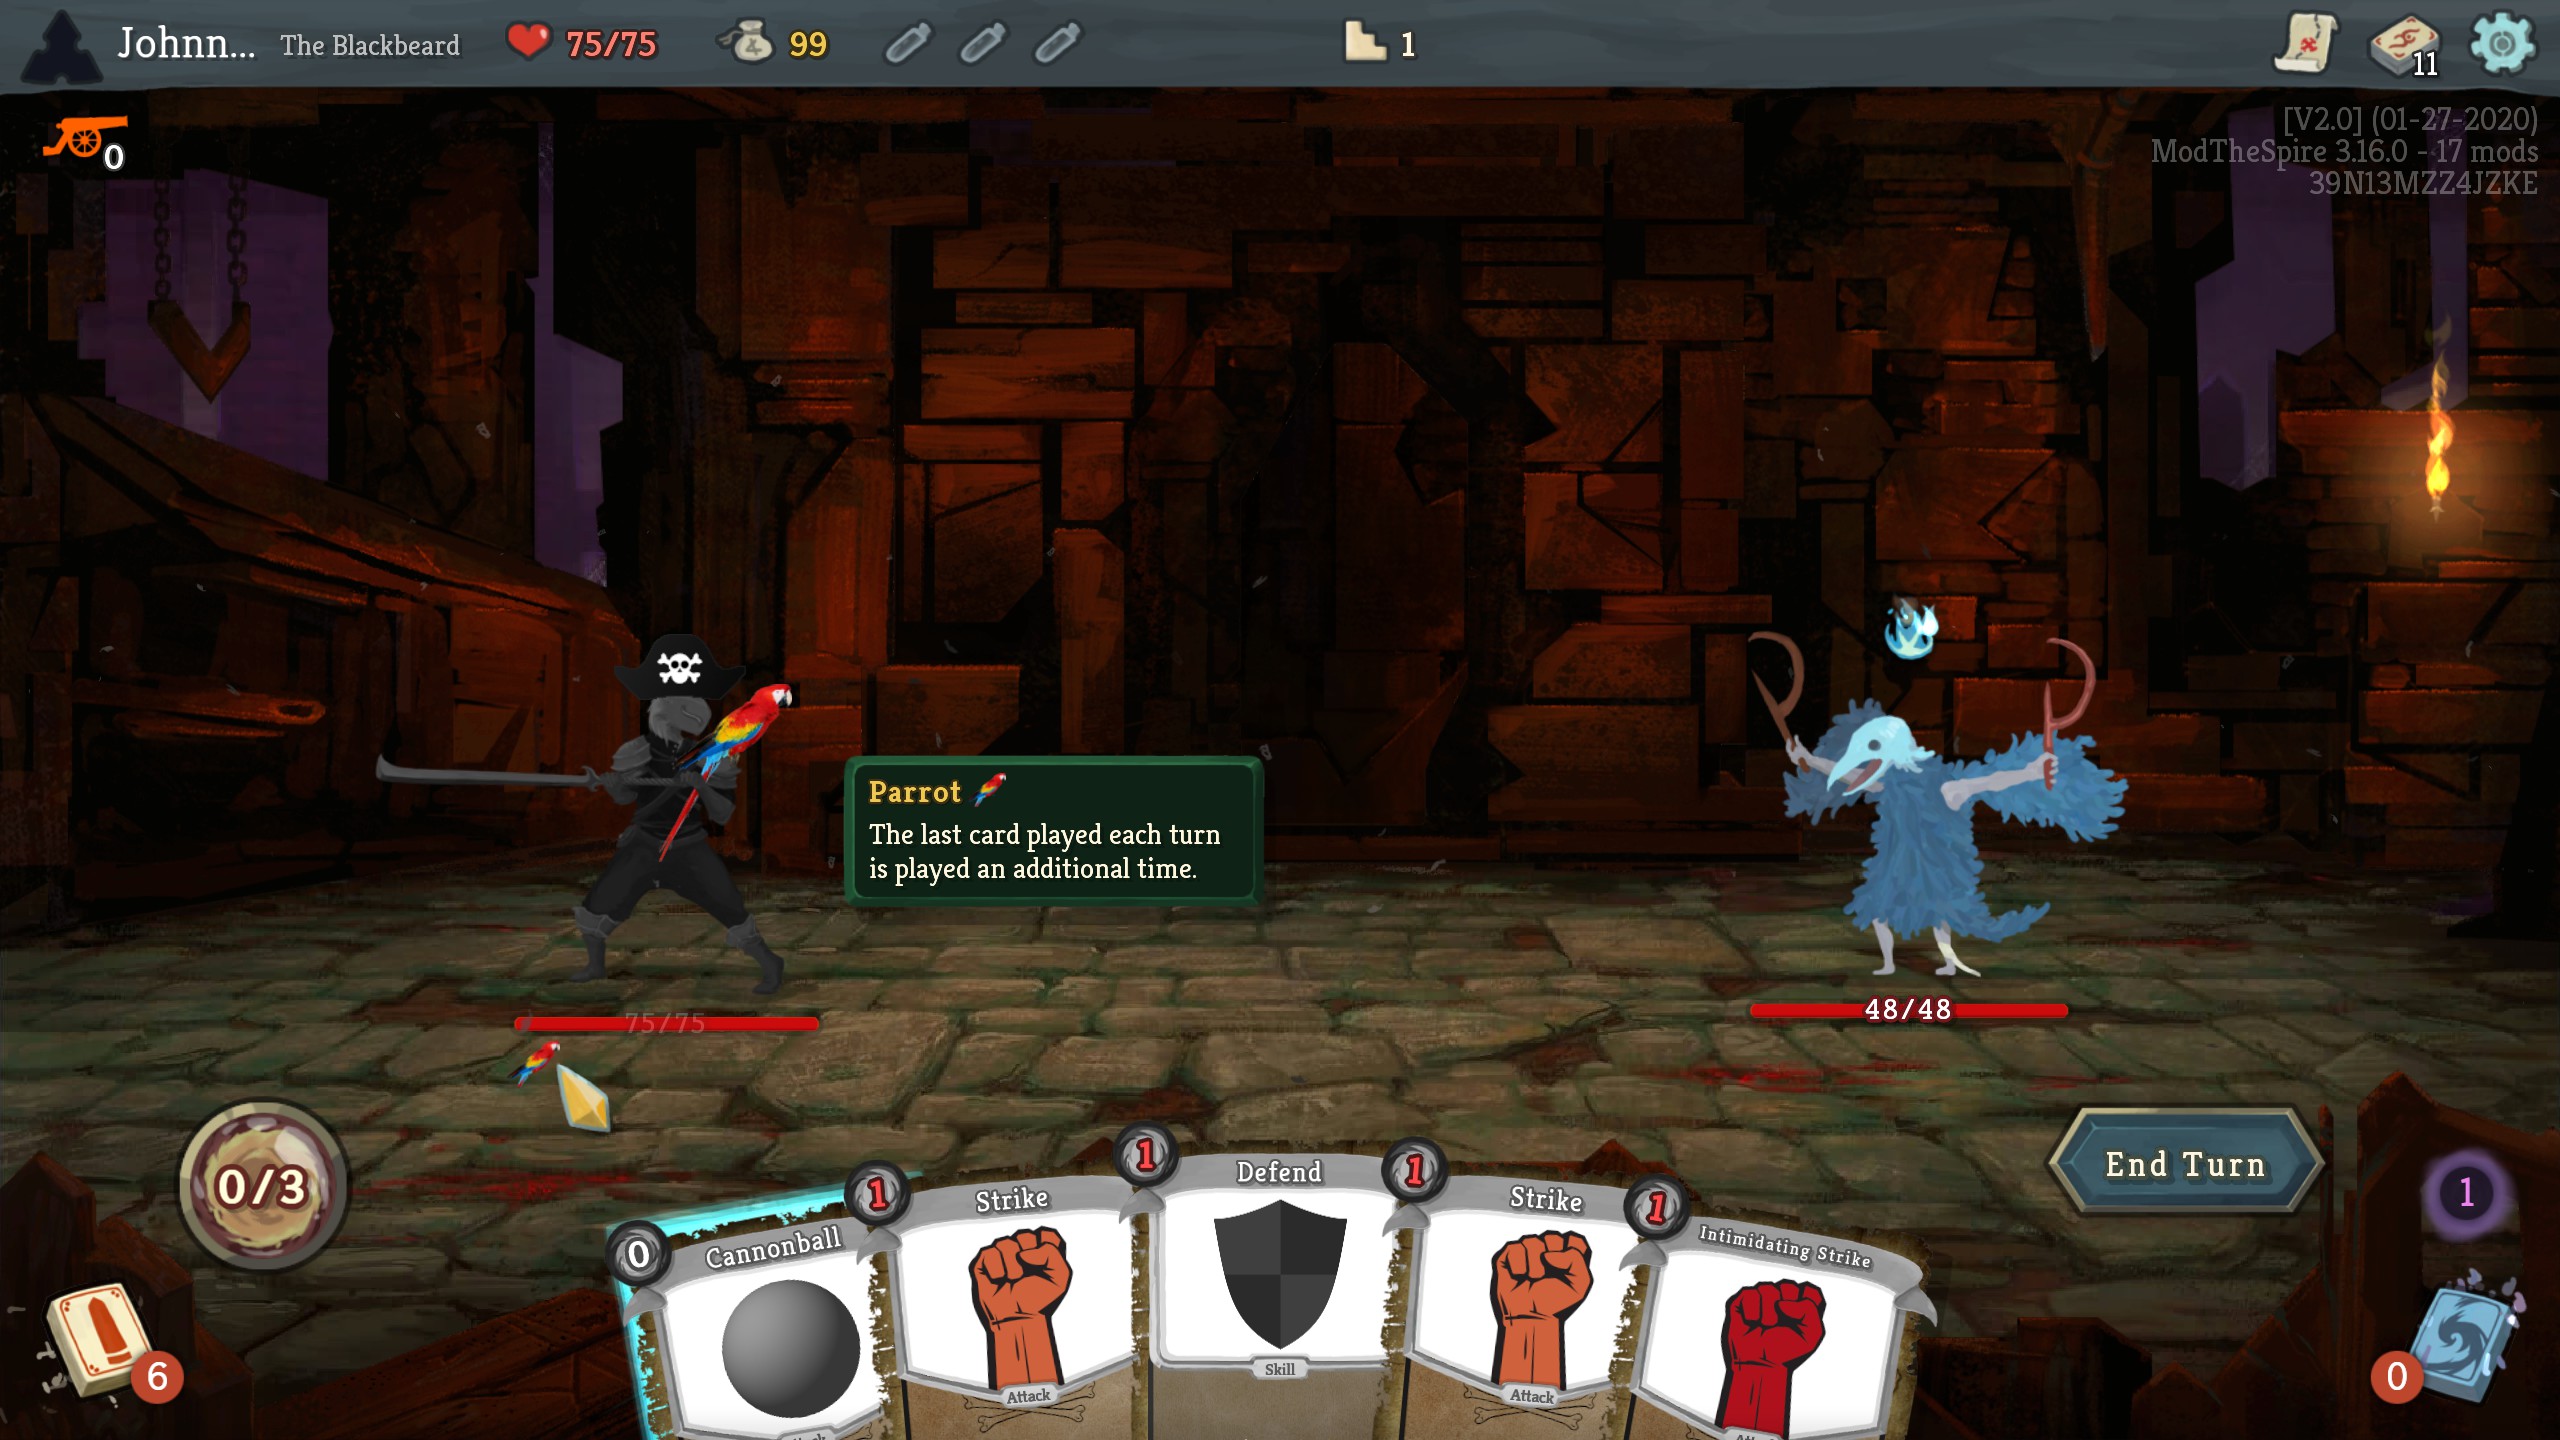 Johnn... The Blackbeard 75/75 99 1 11
0
[V2.0] (01-27-2020)
ModTheSpire 3.16.0 - 17 mods
39N13MZZ4JZKE
Parrot
The last card played each turn
is played an additional time.
75/75
48/48
0/3
End Turn
1
0 Cannonball
1 Strike
Attack
1 Defend
Skill
1 Strike
Attack
1 Intimidating Strike
6
0